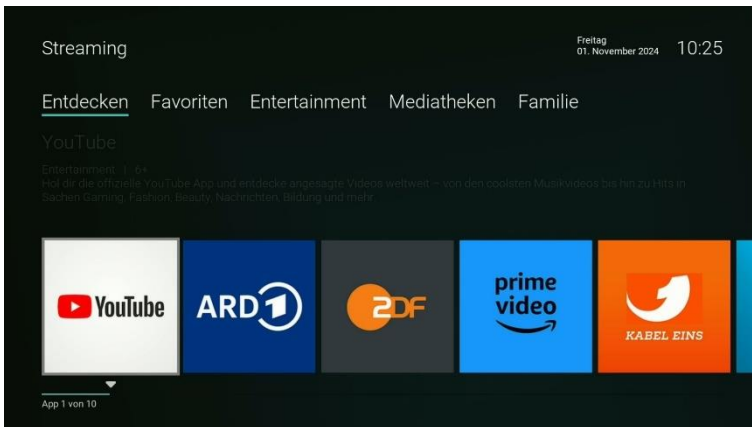 Streaming
Freitag
01. November 2024
10:25
Entdecken Favoriten Entertainment Mediatheken Familie
YouTube
Entertainment | 6+
Hol dir die offizielle YouTube App und entdecke angesagte Videos weltweit – von den coolsten Musikvideos bis hin zu Hits in
Sachen Gaming, Fashion, Beauty, Nachrichten, Bildung und mehr.
YouTube
ARD 1
ZDF
prime
video
KABEL EINS
App 1 von 10